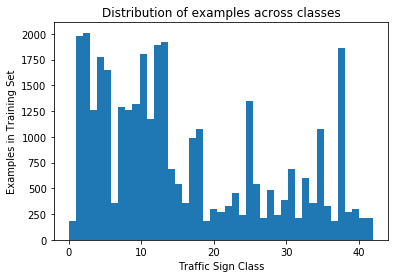 Distribution of examples across classes
2000
1750
1500
1250
1000
750
500
250
0
Examples in Training Set
0 10 20 30 40
Traffic Sign Class